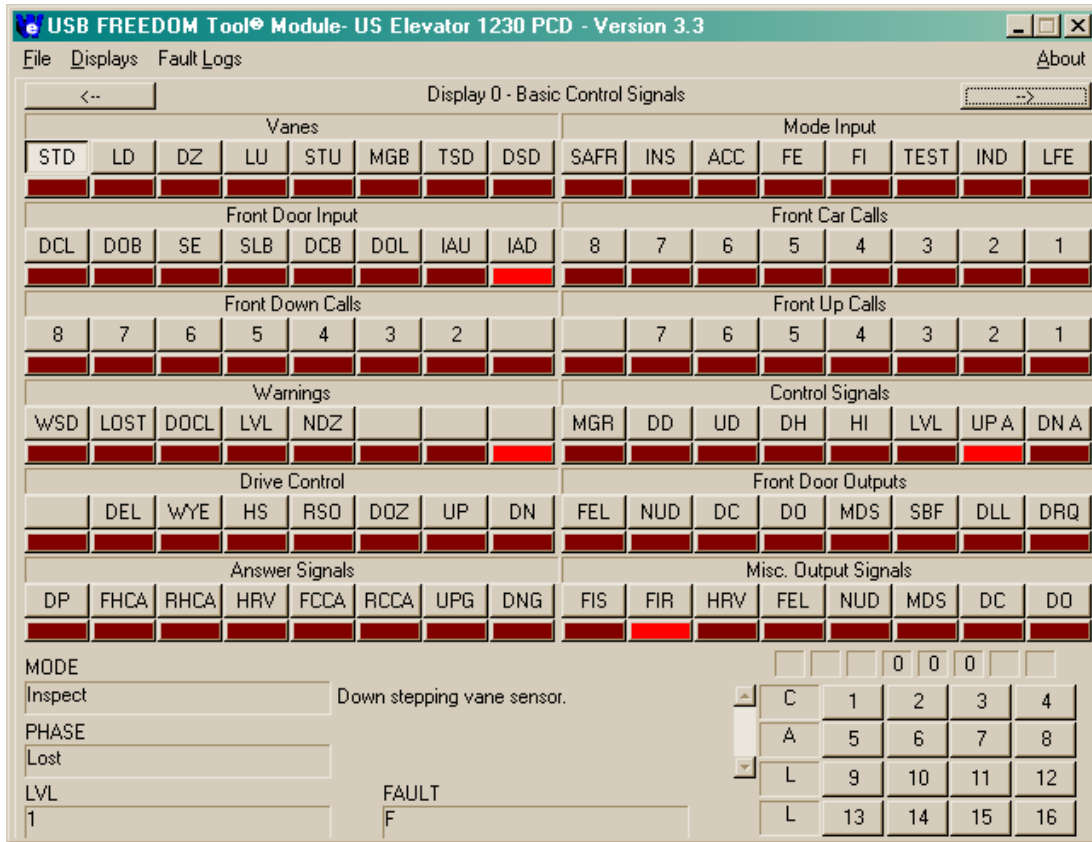 USB FREEDOM Tool® Module- US Elevator 1230 PCD - Version 3.3
File Displays Fault Logs About
<-- Display 0 - Basic Control Signals -->
Vanes Mode Input
STD LD DZ LU STU MGB TSD DSD SAFR INS ACC FE FI TEST IND LFE
Front Door Input Front Car Calls
DCL DOB SE SLB DCB DOL IAU IAD 8 7 6 5 4 3 2 1
Front Down Calls Front Up Calls
8 7 6 5 4 3 2 7 6 5 4 3 2 1
Warnings Control Signals
WSD LOST DOCL LVL NDZ MGR DD UD DH HI LVL UP A DN A
Drive Control Front Door Outputs
DEL WYE HS RSO DOZ UP DN FEL NUD DC DO MDS SBF DLL DRQ
Answer Signals Misc. Output Signals
DP FHCA RHCA HRV FCCA RCCA UPG DNG FIS FIR HRV FEL NUD MDS DC DO
MODE 0 0 0
Inspect Down stepping vane sensor. C 1 2 3 4
PHASE A 5 6 7 8
Lost L 9 10 11 12
LVL FAULT
1 F L 13 14 15 16